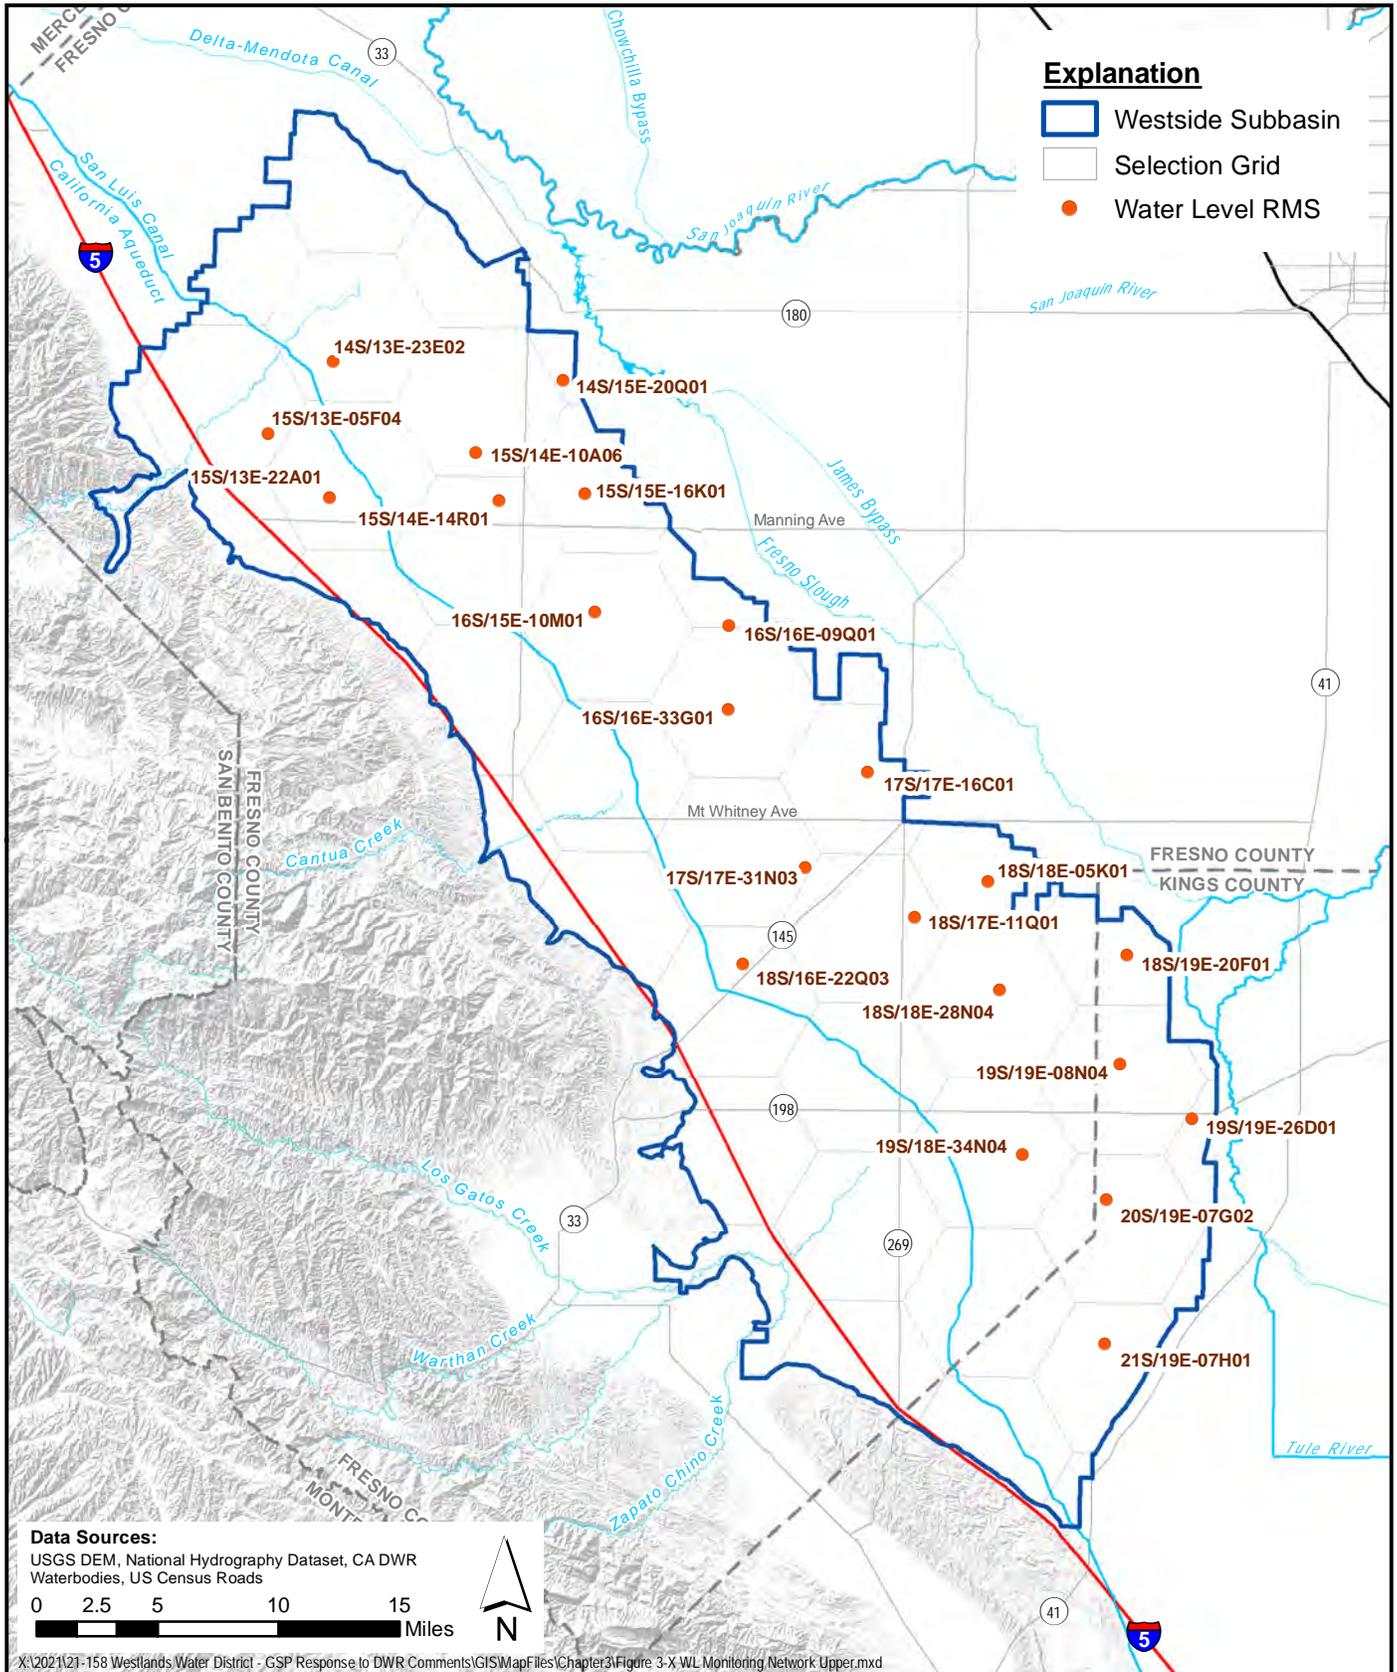 MERCE
FRESNO C
Delta-Mendota Canal
33
Chowchilla Bypass
Explanation
Westside Subbasin
Selection Grid
Water Level RMS
San Luis Canal
California Aqueduct
5
San Joaquin River
180
San Joaquin River
14S/13E-23E02
14S/15E-20Q01
15S/13E-05F04
15S/14E-10A06
15S/13E-22A01
15S/15E-16K01
15S/14E-14R01
James Bypass
Manning Ave
Fresno Slough
16S/15E-10M01
16S/16E-09Q01
41
16S/16E-33G01
SAN BENITO COUNTY
FRESNO COUNTY
17S/17E-16C01
Mt Whitney Ave
Cantua Creek
FRESNO COUNTY
KINGS COUNTY
17S/17E-31N03
18S/18E-05K01
18S/17E-11Q01
145
18S/16E-22Q03
18S/19E-20F01
18S/18E-28N04
19S/19E-08N04
198
19S/19E-26D01
19S/18E-34N04
Los Gatos Creek
33
20S/19E-07G02
269
Warthan Creek
21S/19E-07H01
Zapato Chino Creek
Tule River
FRESNO CO
MONT
Data Sources:
USGS DEM, National Hydrography Dataset, CA DWR
Waterbodies, US Census Roads
0 2.5 5 10 15
Miles
N
41
5
X:\2021\21-158 Westlands Water District - GSP Response to DWR Comments\GIS\MapFiles\Chapter3\Figure 3-X WL Monitoring Network Upper.mxd